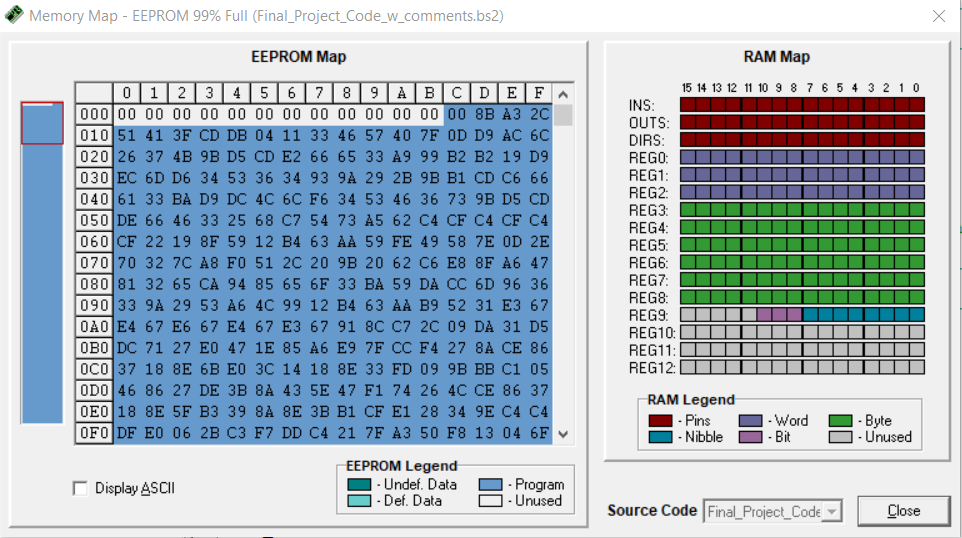 Memory Map - EEPROM 99% Full (Final_Project_Code_w_comments.bs2)
EEPROM Map
0 1 2 3 4 5 6 7 8 9 A B C D E F
000 00 00 00 00 00 00 00 00 00 00 00 00 00 8B A3 2C
010 51 41 3F CD DB 04 11 33 46 57 40 7F 0D D9 AC 6C
020 26 37 4B 9B D5 CD E2 66 65 33 A9 99 B2 B2 19 D9
030 EC 6D D6 34 53 36 34 93 9A 29 2B 9B B1 CD C6 66
040 61 33 BA D9 DC 4C 6C F6 34 53 46 36 73 9B D5 CD
050 DE 66 46 33 25 68 C7 54 73 A5 62 C4 CF C4 CF C4
060 CF 22 19 8F 59 12 B4 63 AA 59 FE 49 58 7E 0D 2E
070 70 32 7C A8 F0 51 2C 20 9B 20 62 C6 E8 8F A6 47
080 81 32 65 CA 94 85 65 6F 33 BA 59 DA CC 6D 96 36
090 33 9A 29 53 A6 4C 99 12 B4 63 AA B9 52 31 E3 67
0A0 E4 67 E6 67 E4 67 E3 67 91 8C C7 2C 09 DA 31 D5
0B0 DC 71 27 E0 47 1E 85 A6 E9 7F CC F4 27 8A CE 86
0C0 37 18 8E 6B E0 3C 14 18 8E 33 FD 09 9B BB C1 05
0D0 46 86 27 DE 3B 8A 43 5E 47 F1 74 26 4C CE 86 37
0E0 18 8E 5F B3 39 8A 8E 3B B1 CF E1 28 34 9E C4 C4
0F0 DF E0 06 2B C3 F7 DD C4 21 7F A3 50 F8 13 04 6F
Display ASCII
EEPROM Legend
- Undef. Data - Program
- Def. Data - Unused
RAM Map
15 14 13 12 11 10 9 8 7 6 5 4 3 2 1 0
INS:
OUTS:
DIRS:
REG0:
REG1:
REG2:
REG3:
REG4:
REG5:
REG6:
REG7:
REG8:
REG9:
REG10:
REG11:
REG12:
RAM Legend
- Pins - Word - Byte
- Nibble - Bit - Unused
Source Code Final_Project_Code Close